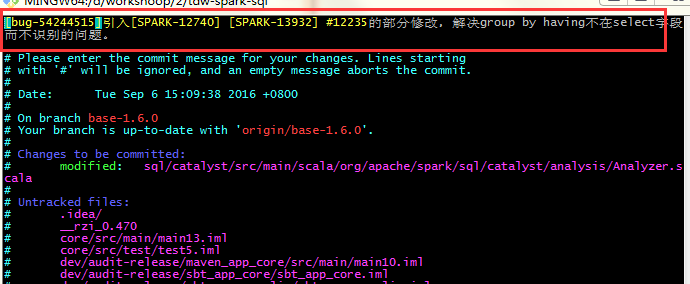 MINGW64:/d/workshoop/2/tdw-spark-sql
[bug-54244515]引入[SPARK-12740] [SPARK-13932] #12235的部分修改，解决group by having不在select字段
而不识别的问题。
# Please enter the commit message for your changes. Lines starting
# with '#' will be ignored, and an empty message aborts the commit.
#
# Date:      Tue Sep 6 15:09:38 2016 +0800
#
# On branch base-1.6.0
# Your branch is up-to-date with 'origin/base-1.6.0'.
#
# Changes to be committed:
#       modified:   sql/catalyst/src/main/scala/org/apache/spark/sql/catalyst/analysis/Analyzer.s
cala
#
# Untracked files:
#       .idea/
#       __rzi_0.470
#       core/src/main/main13.iml
#       core/src/test/test5.iml
#       dev/audit-release/maven_app_core/src/main/main10.iml
#       dev/audit-release/sbt_app_core/sbt_app_core.iml